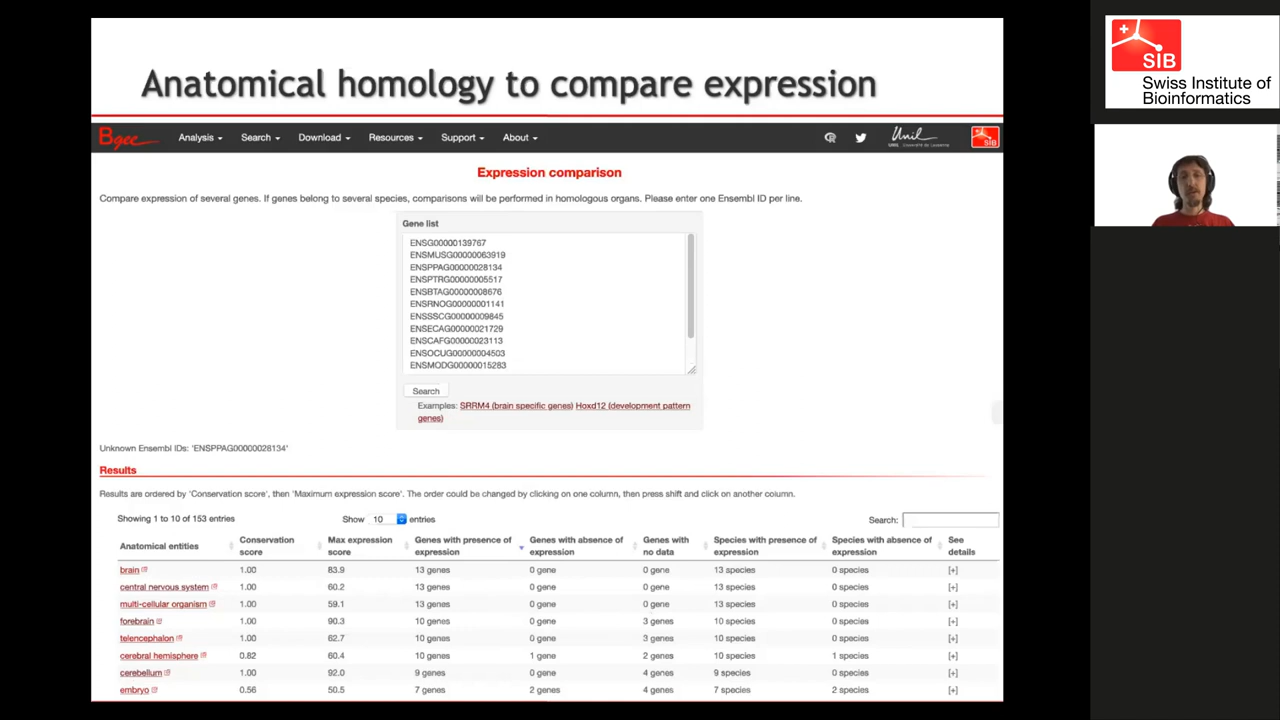 Anatomical homology to compare expression
Bgee Analysis Search Download Resources Support About Unil SIB
Expression comparison
Compare expression of several genes. If genes belong to several species, comparisons will be performed in homologous organs. Please enter one Ensembl ID per line.
Gene list
ENSG00000139767
ENSMUSG00000063919
ENSPPAG00000028134
ENSPTRG00000005517
ENSBTAG00000008676
ENSRNOG00000001141
ENSSSCG00000009845
ENSECAG00000021729
ENSCAFG00000023113
ENSOCUG00000004503
ENSMODG00000015283
Search
Examples: SRRM4 (brain specific genes) Hoxd12 (development pattern
genes)
Unknown Ensembl IDs: 'ENSPPAG00000028134'
Results
Results are ordered by 'Conservation score', then 'Maximum expression score'. The order could be changed by clicking on one column, then press shift and click on another column.
Showing 1 to 10 of 153 entries Show 10 entries Search:
Anatomical entities Conservation score Max expression score Genes with presence of expression Genes with absence of expression Genes with no data Species with presence of expression Species with absence of expression See details
brain 1.00 83.9 13 genes 0 gene 0 gene 13 species 0 species [+]
central nervous system 1.00 60.2 13 genes 0 gene 0 gene 13 species 0 species [+]
multi-cellular organism 1.00 59.1 13 genes 0 gene 0 gene 13 species 0 species [+]
forebrain 1.00 90.3 10 genes 0 gene 3 genes 10 species 0 species [+]
telencephalon 1.00 62.7 10 genes 0 gene 3 genes 10 species 0 species [+]
cerebral hemisphere 0.82 60.4 10 genes 1 gene 2 genes 10 species 1 species [+]
cerebellum 1.00 92.0 9 genes 0 gene 4 genes 9 species 0 species [+]
embryo 0.56 50.5 7 genes 2 genes 4 genes 7 species 2 species [+]
SIB
Swiss Institute of
Bioinformatics